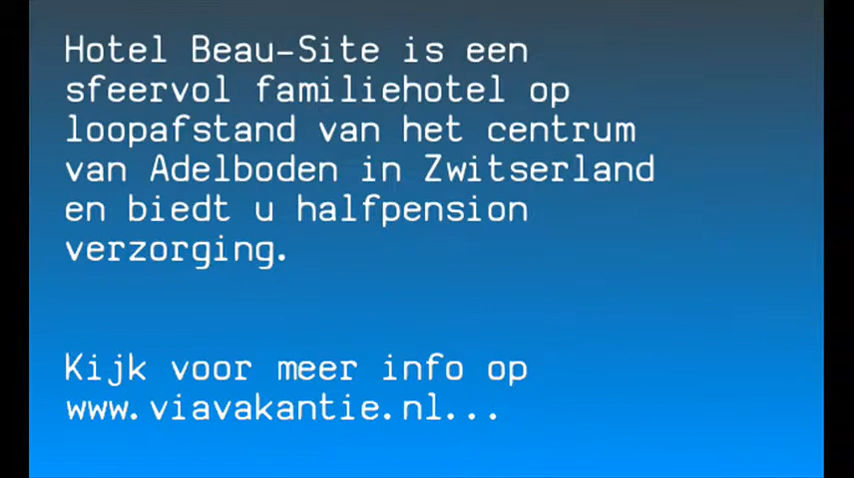 Hotel Beau-Site is een
sfeervol familiehotel op
loopafstand van het centrum
van Adelboden in Zwitserland
en biedt u halfpension
verzorging.
Kijk voor meer info op
www.viavakantie.nl...